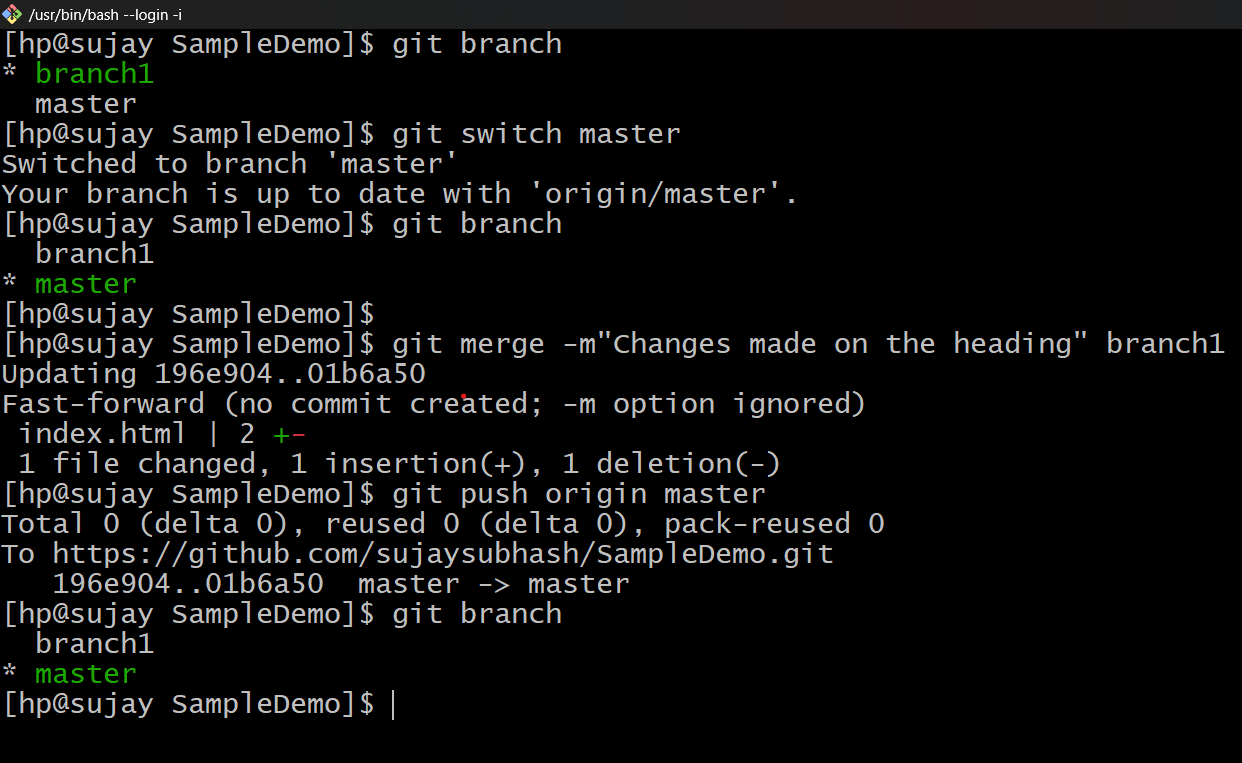 /usr/bin/bash --login -i
[hp@sujay SampleDemo]$ git branch
* branch1
  master
[hp@sujay SampleDemo]$ git switch master
Switched to branch 'master'
Your branch is up to date with 'origin/master'.
[hp@sujay SampleDemo]$ git branch
  branch1
* master
[hp@sujay SampleDemo]$
[hp@sujay SampleDemo]$ git merge -m"Changes made on the heading" branch1
Updating 196e904..01b6a50
Fast-forward (no commit created; -m option ignored)
 index.html | 2 +-
 1 file changed, 1 insertion(+), 1 deletion(-)
[hp@sujay SampleDemo]$ git push origin master
Total 0 (delta 0), reused 0 (delta 0), pack-reused 0
To https://github.com/sujaysubhash/SampleDemo.git
   196e904..01b6a50  master -> master
[hp@sujay SampleDemo]$ git branch
  branch1
* master
[hp@sujay SampleDemo]$